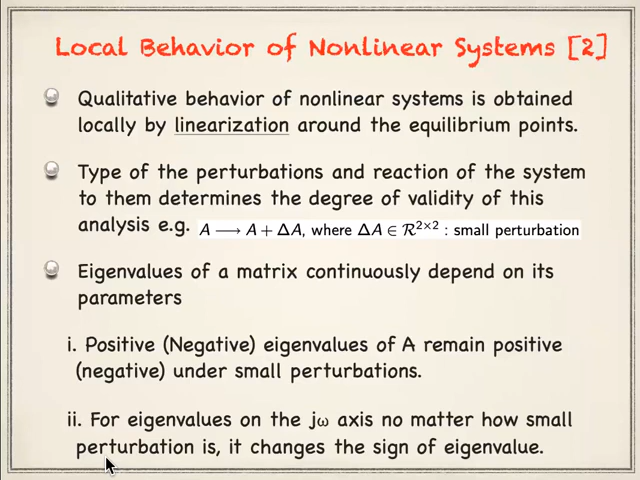 Local Behavior of Nonlinear Systems [2]
Qualitative behavior of nonlinear systems is obtained
locally by linearization around the equilibrium points.
Type of the perturbations and reaction of the system
to them determines the degree of validity of this
analysis e.g. A ⟶ A + ΔA, where ΔA ∈ ℛ²ˣ² : small perturbation
Eigenvalues of a matrix continuously depend on its
parameters
i. Positive (Negative) eigenvalues of A remain positive
(negative) under small perturbations.
ii. For eigenvalues on the jω axis no matter how small
perturbation is, it changes the sign of eigenvalue.